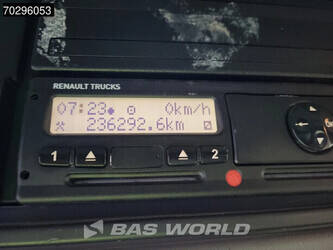 70296053
RENAULT TRUCKS
07:23 0km/h
236292.6km
1 2
BAS WORLD